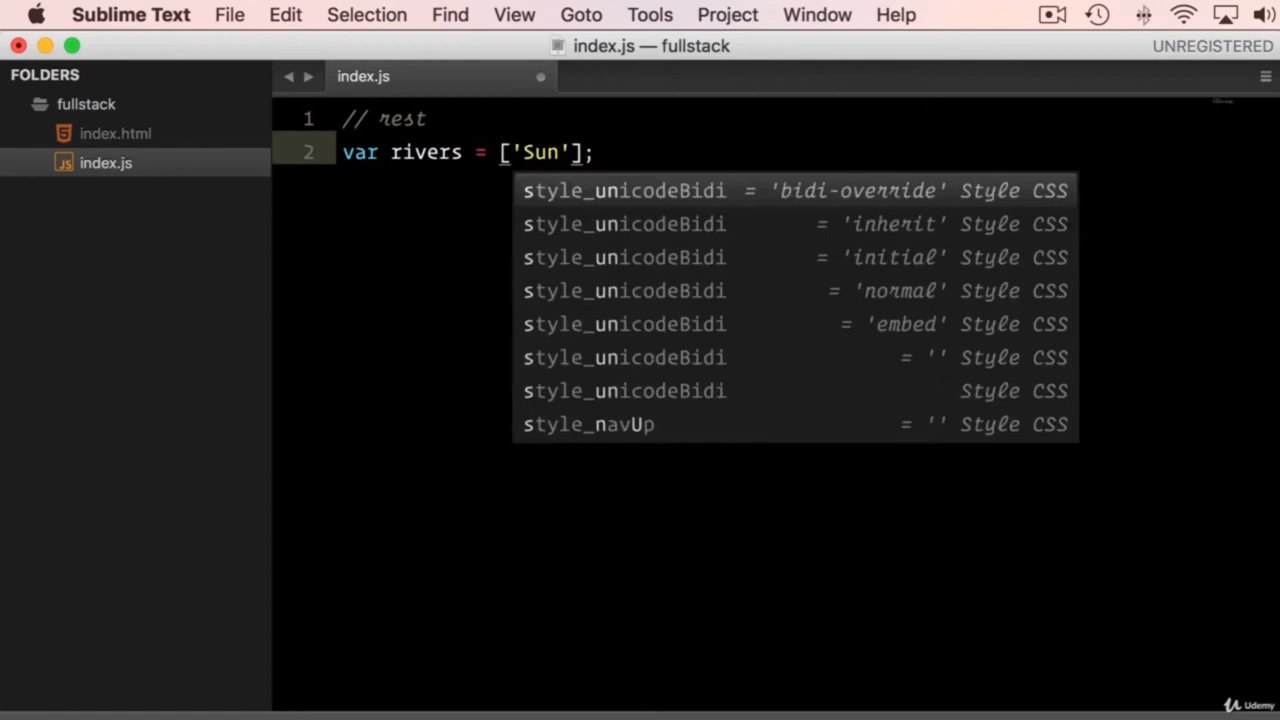 Sublime Text File Edit Selection Find View Goto Tools Project Window Help
index.js — fullstack UNREGISTERED
FOLDERS
fullstack
index.html
index.js
index.js
1 // rest
2 var rivers = ['Sun'];
style_unicodeBidi = 'bidi-override' Style CSS
style_unicodeBidi = 'inherit' Style CSS
style_unicodeBidi = 'initial' Style CSS
style_unicodeBidi = 'normal' Style CSS
style_unicodeBidi = 'embed' Style CSS
style_unicodeBidi = '' Style CSS
style_unicodeBidi Style CSS
style_navUp = '' Style CSS
Udemy